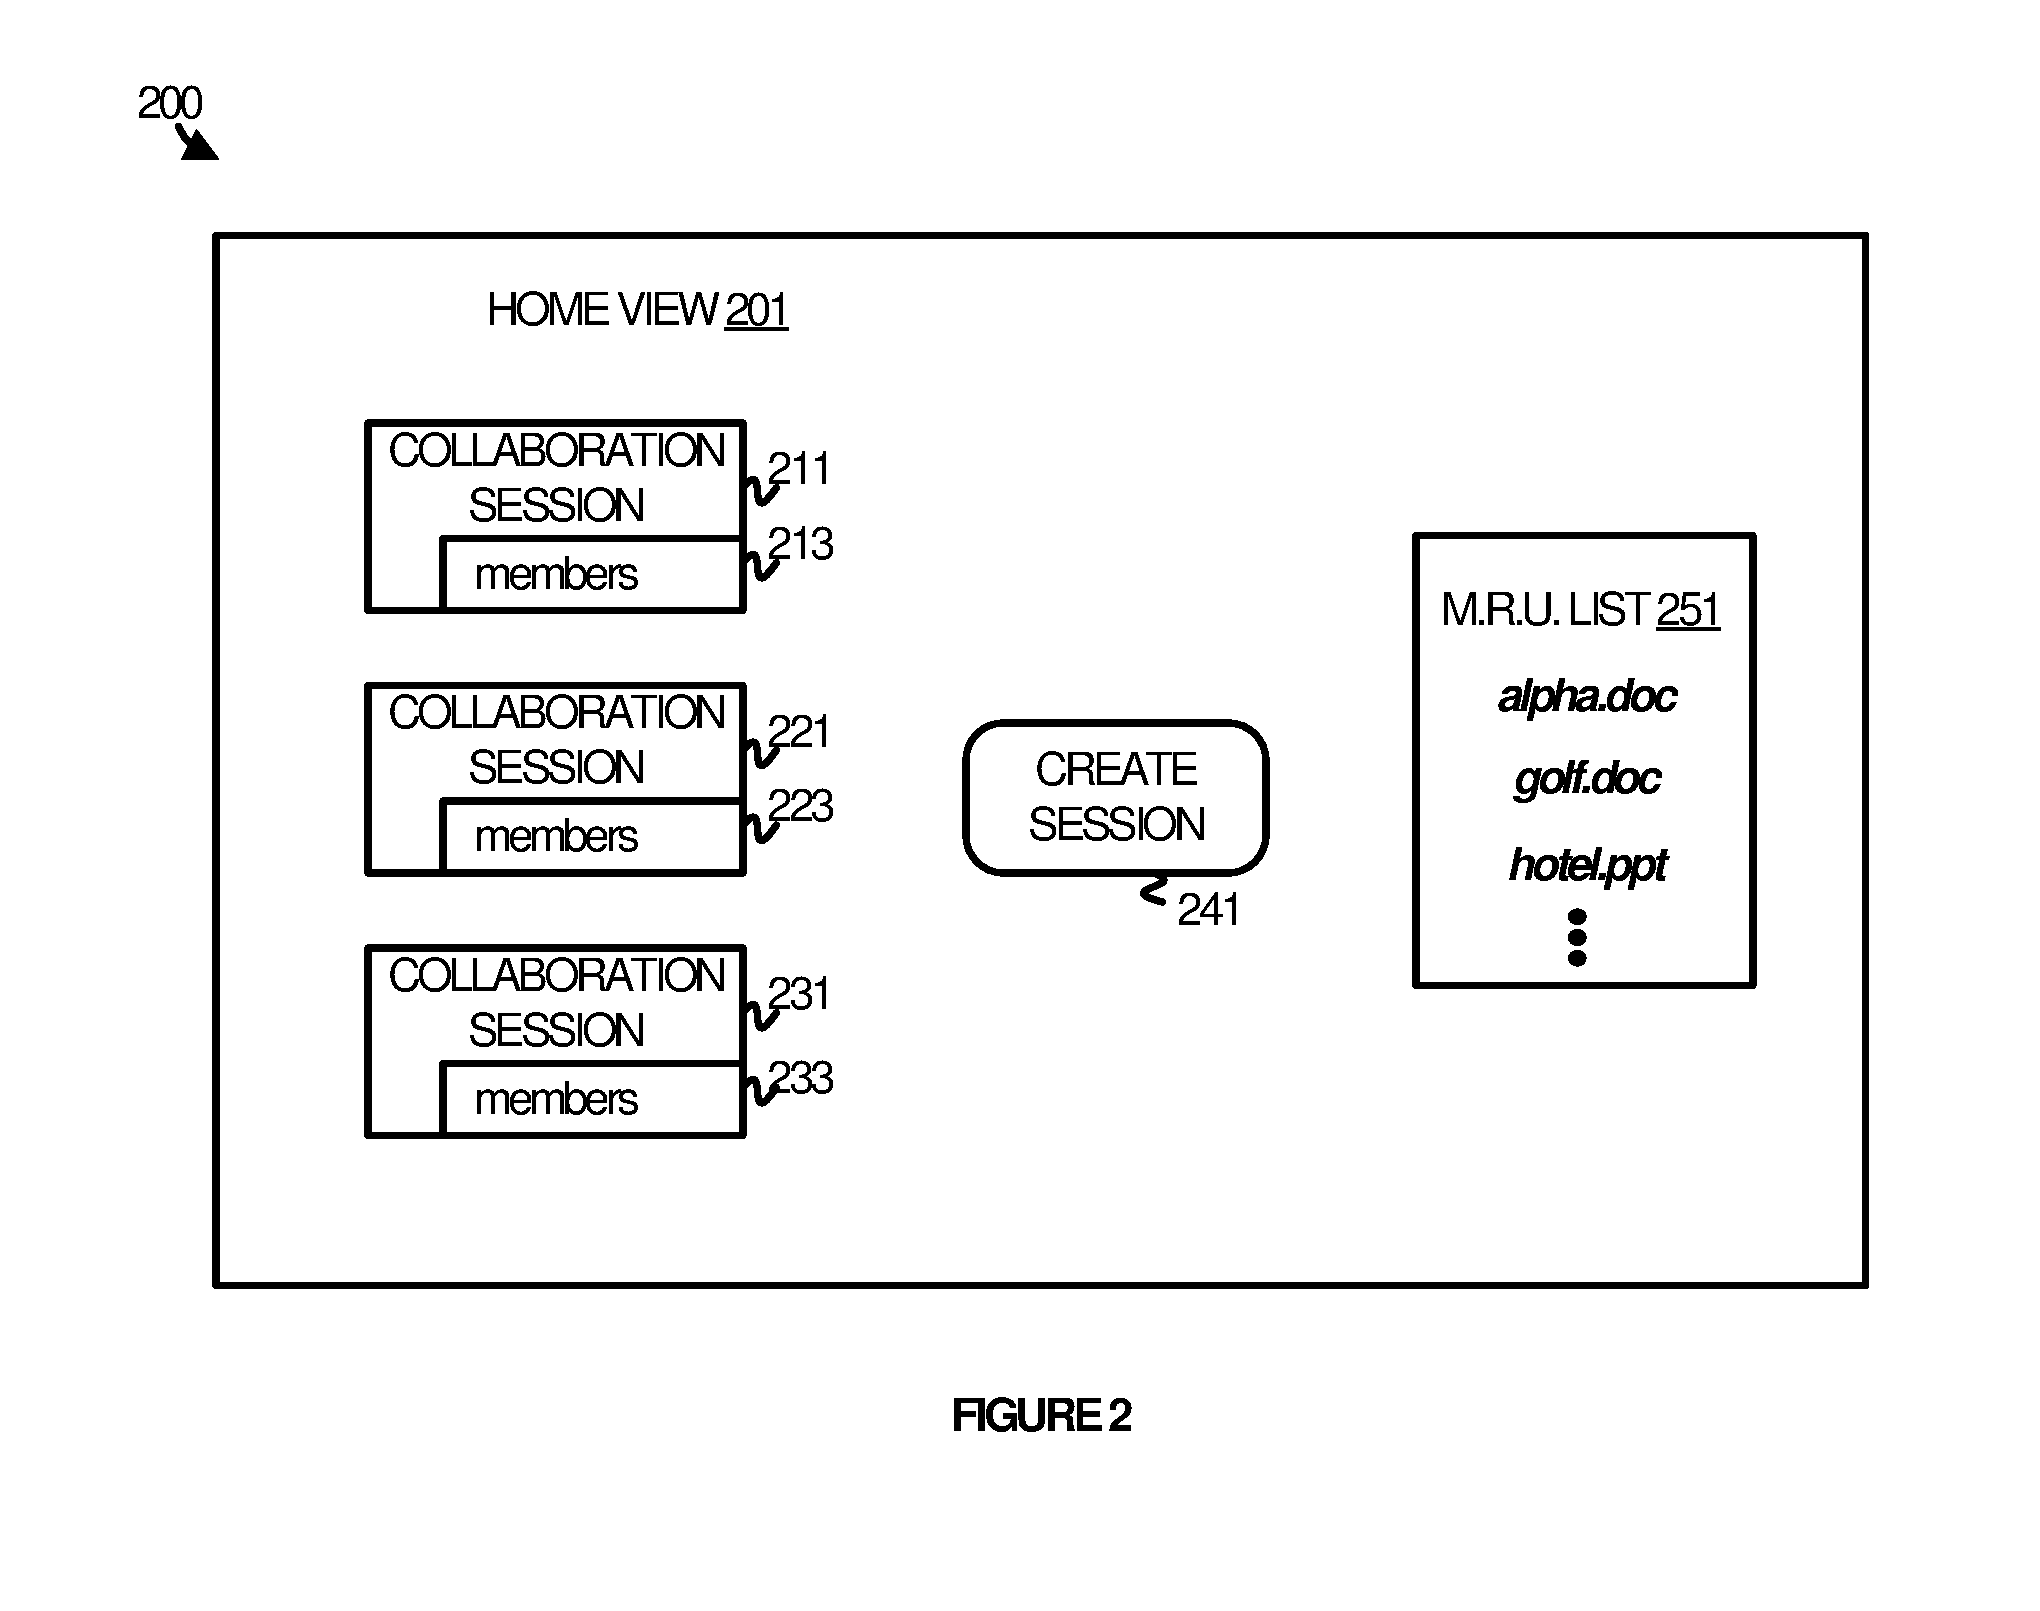 200
HOME VIEW 201
COLLABORATION
SESSION
211
members
213
COLLABORATION
SESSION
221
members
223
COLLABORATION
SESSION
231
members
233
CREATE
SESSION
241
M.R.U. LIST 251
alpha.doc
golf.doc
hotel.ppt
FIGURE 2